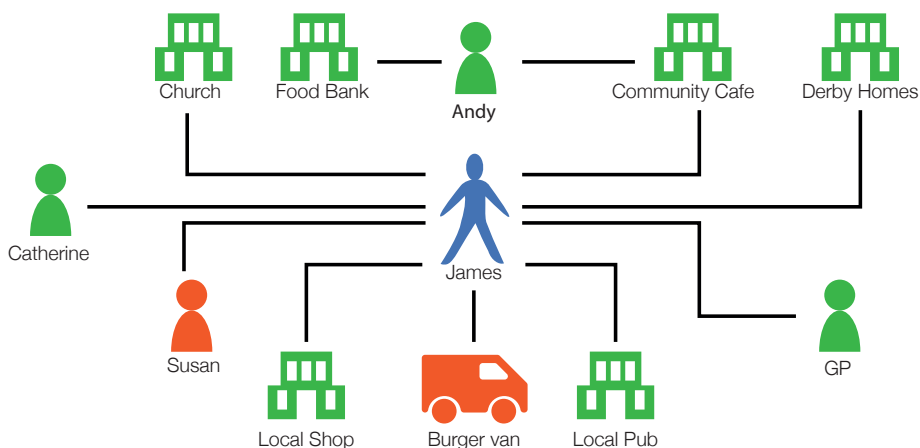 Church
Food Bank
Andy
Community Cafe
Derby Homes
Catherine
James
Susan
GP
Local Shop
Burger van
Local Pub